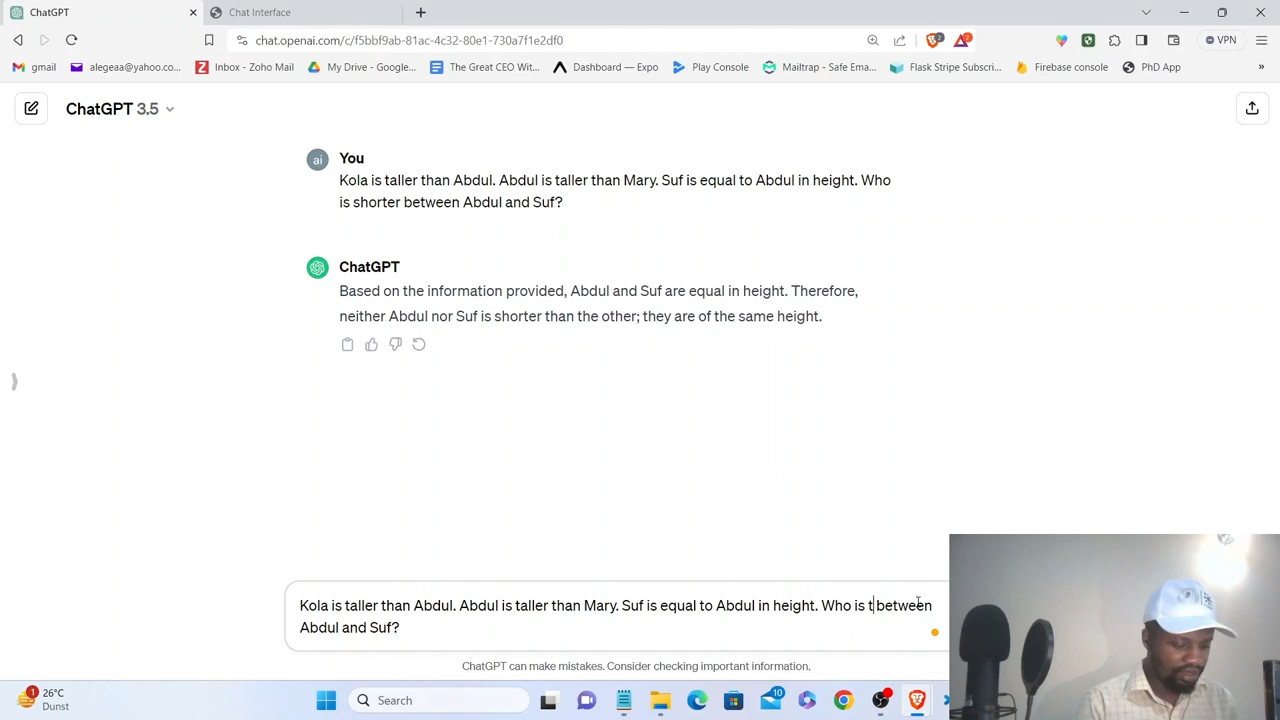 ChatGPT
Chat Interface
chat.openai.com/c/f5bbf9ab-81ac-4c32-80e1-730a7f1e2df0
2
2
VPN
gmail
alegeaa@yahoo.co...
Inbox - Zoho Mail
My Drive - Google...
The Great CEO Wit...
Dashboard — Expo
Play Console
Mailtrap - Safe Ema...
Flask Stripe Subscri...
Firebase console
PhD App
»
ChatGPT 3.5
ai
You
Kola is taller than Abdul. Abdul is taller than Mary. Suf is equal to Abdul in height. Who
is shorter between Abdul and Suf?
ChatGPT
Based on the information provided, Abdul and Suf are equal in height. Therefore,
neither Abdul nor Suf is shorter than the other; they are of the same height.
Kola is taller than Abdul. Abdul is taller than Mary. Suf is equal to Abdul in height. Who is t between
Abdul and Suf?
ChatGPT can make mistakes. Consider checking important information.
1
26°C
Dunst
Search
10